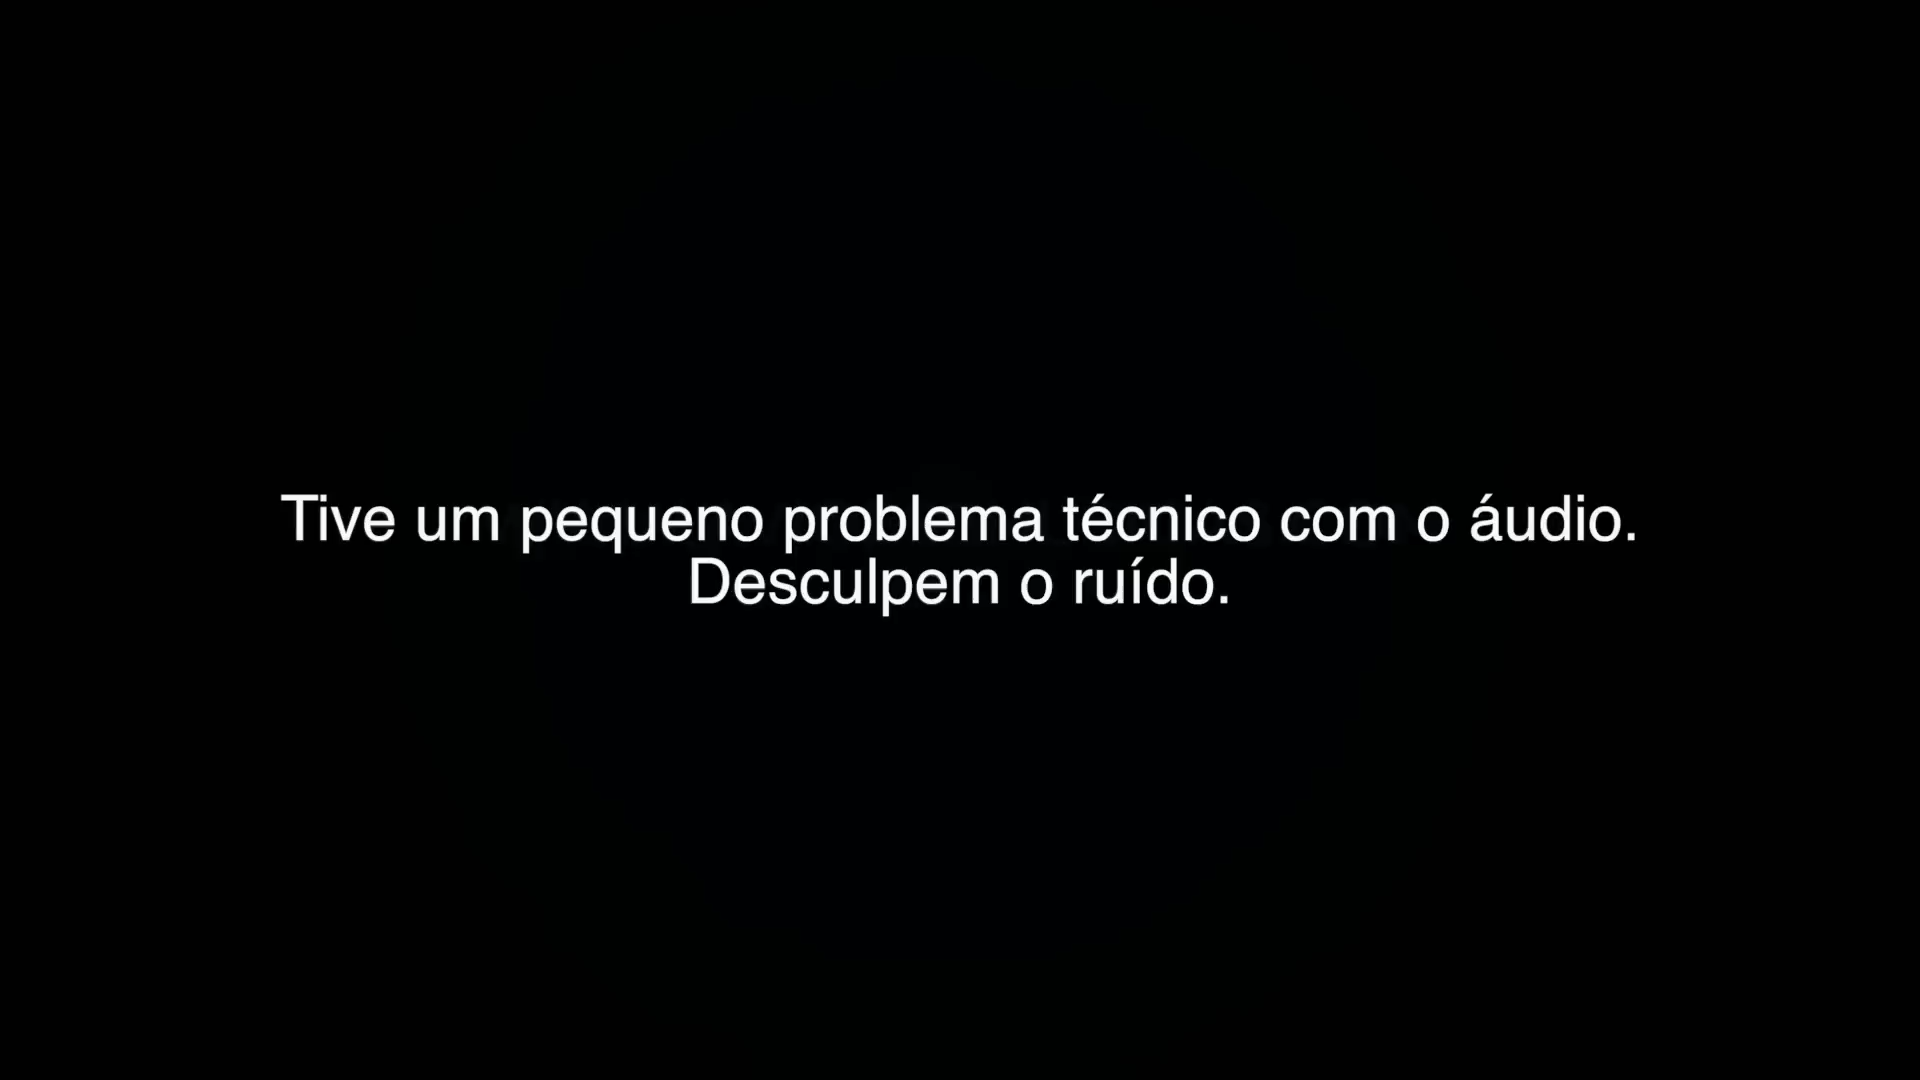 Tive um pequeno problema técnico com o áudio.
Desculpem o ruído.